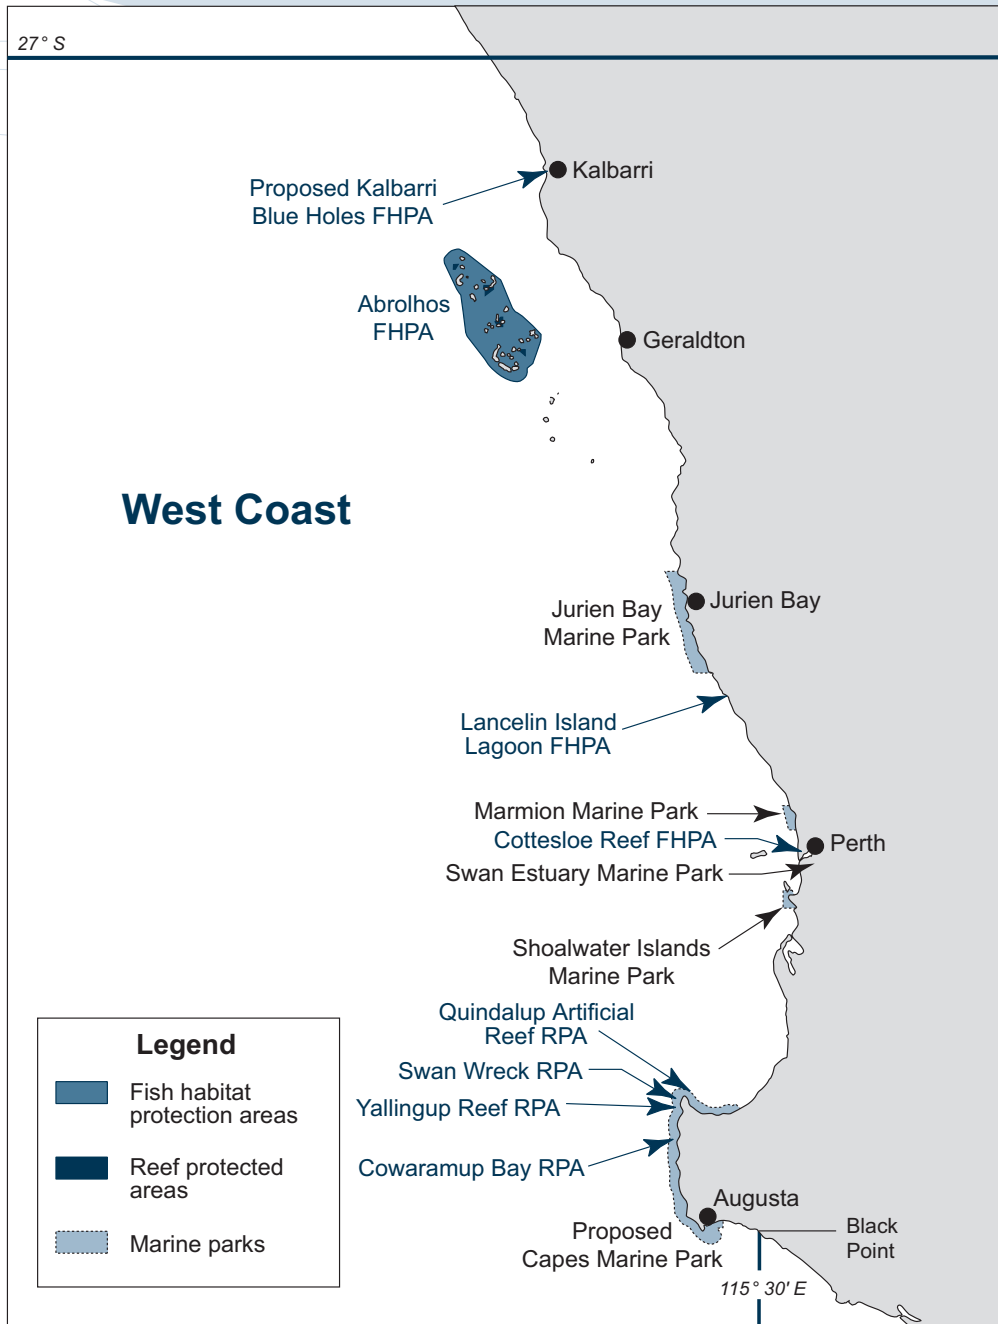 27° S
Kalbarri
Proposed Kalbarri
Blue Holes FHPA
Abrolhos
FHPA
Geraldton
West Coast
Jurien Bay
Jurien Bay
Marine Park
Lancelin Island
Lagoon FHPA
Marmion Marine Park
Cottesloe Reef FHPA
Perth
Swan Estuary Marine Park
Shoalwater Islands
Marine Park
Quindalup Artificial
Reef RPA
Swan Wreck RPA
Yallingup Reef RPA
Cowaramup Bay RPA
Augusta
Proposed
Capes Marine Park
Black
Point
115° 30' E
Legend
Fish habitat
protection areas
Reef protected
areas
Marine parks